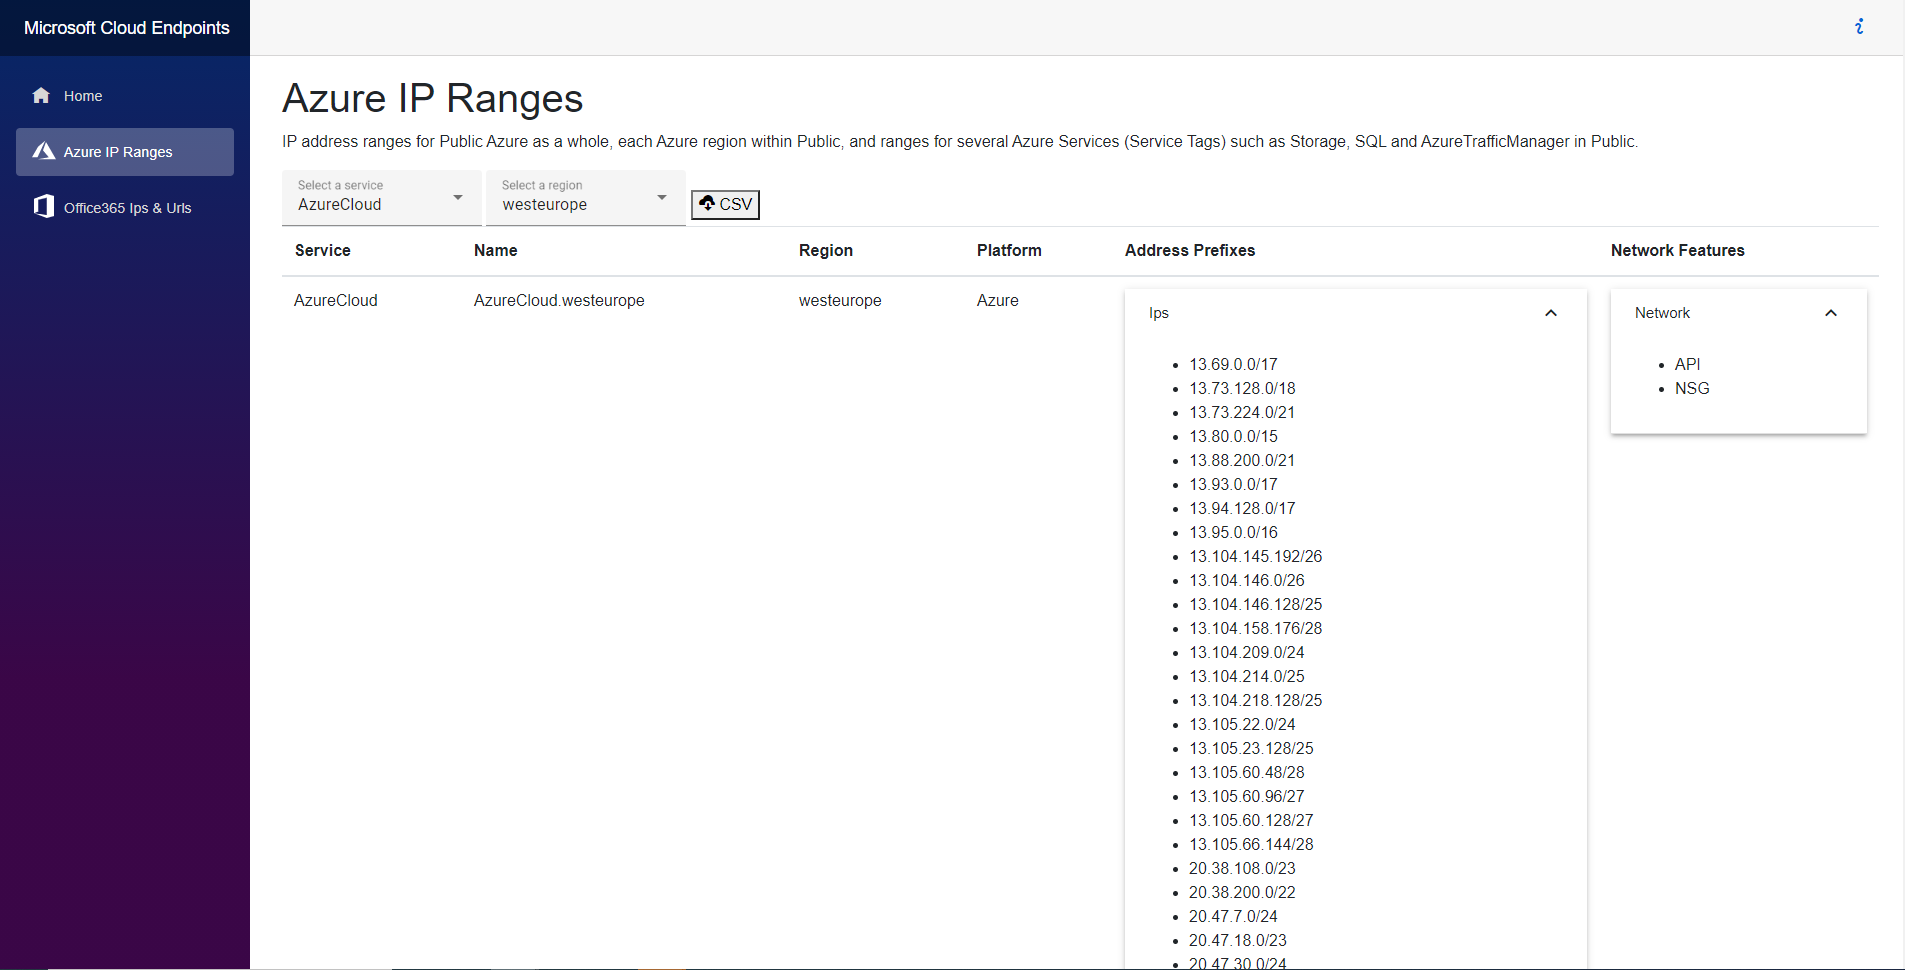 Microsoft Cloud Endpoints
Home
Azure IP Ranges
Office365 Ips & Urls
Azure IP Ranges
IP address ranges for Public Azure as a whole, each Azure region within Public, and ranges for several Azure Services (Service Tags) such as Storage, SQL and AzureTrafficManager in Public.
Select a service
AzureCloud
Select a region
westeurope
CSV
Service Name Region Platform Address Prefixes Network Features
AzureCloud AzureCloud.westeurope westeurope Azure
Ips
13.69.0.0/17
13.73.128.0/18
13.73.224.0/21
13.80.0.0/15
13.88.200.0/21
13.93.0.0/17
13.94.128.0/17
13.95.0.0/16
13.104.145.192/26
13.104.146.0/26
13.104.146.128/25
13.104.158.176/28
13.104.209.0/24
13.104.214.0/25
13.104.218.128/25
13.105.22.0/24
13.105.23.128/25
13.105.60.48/28
13.105.60.96/27
13.105.60.128/27
13.105.66.144/28
20.38.108.0/23
20.38.200.0/22
20.47.7.0/24
20.47.18.0/23
20.47.30.0/24
Network
API
NSG